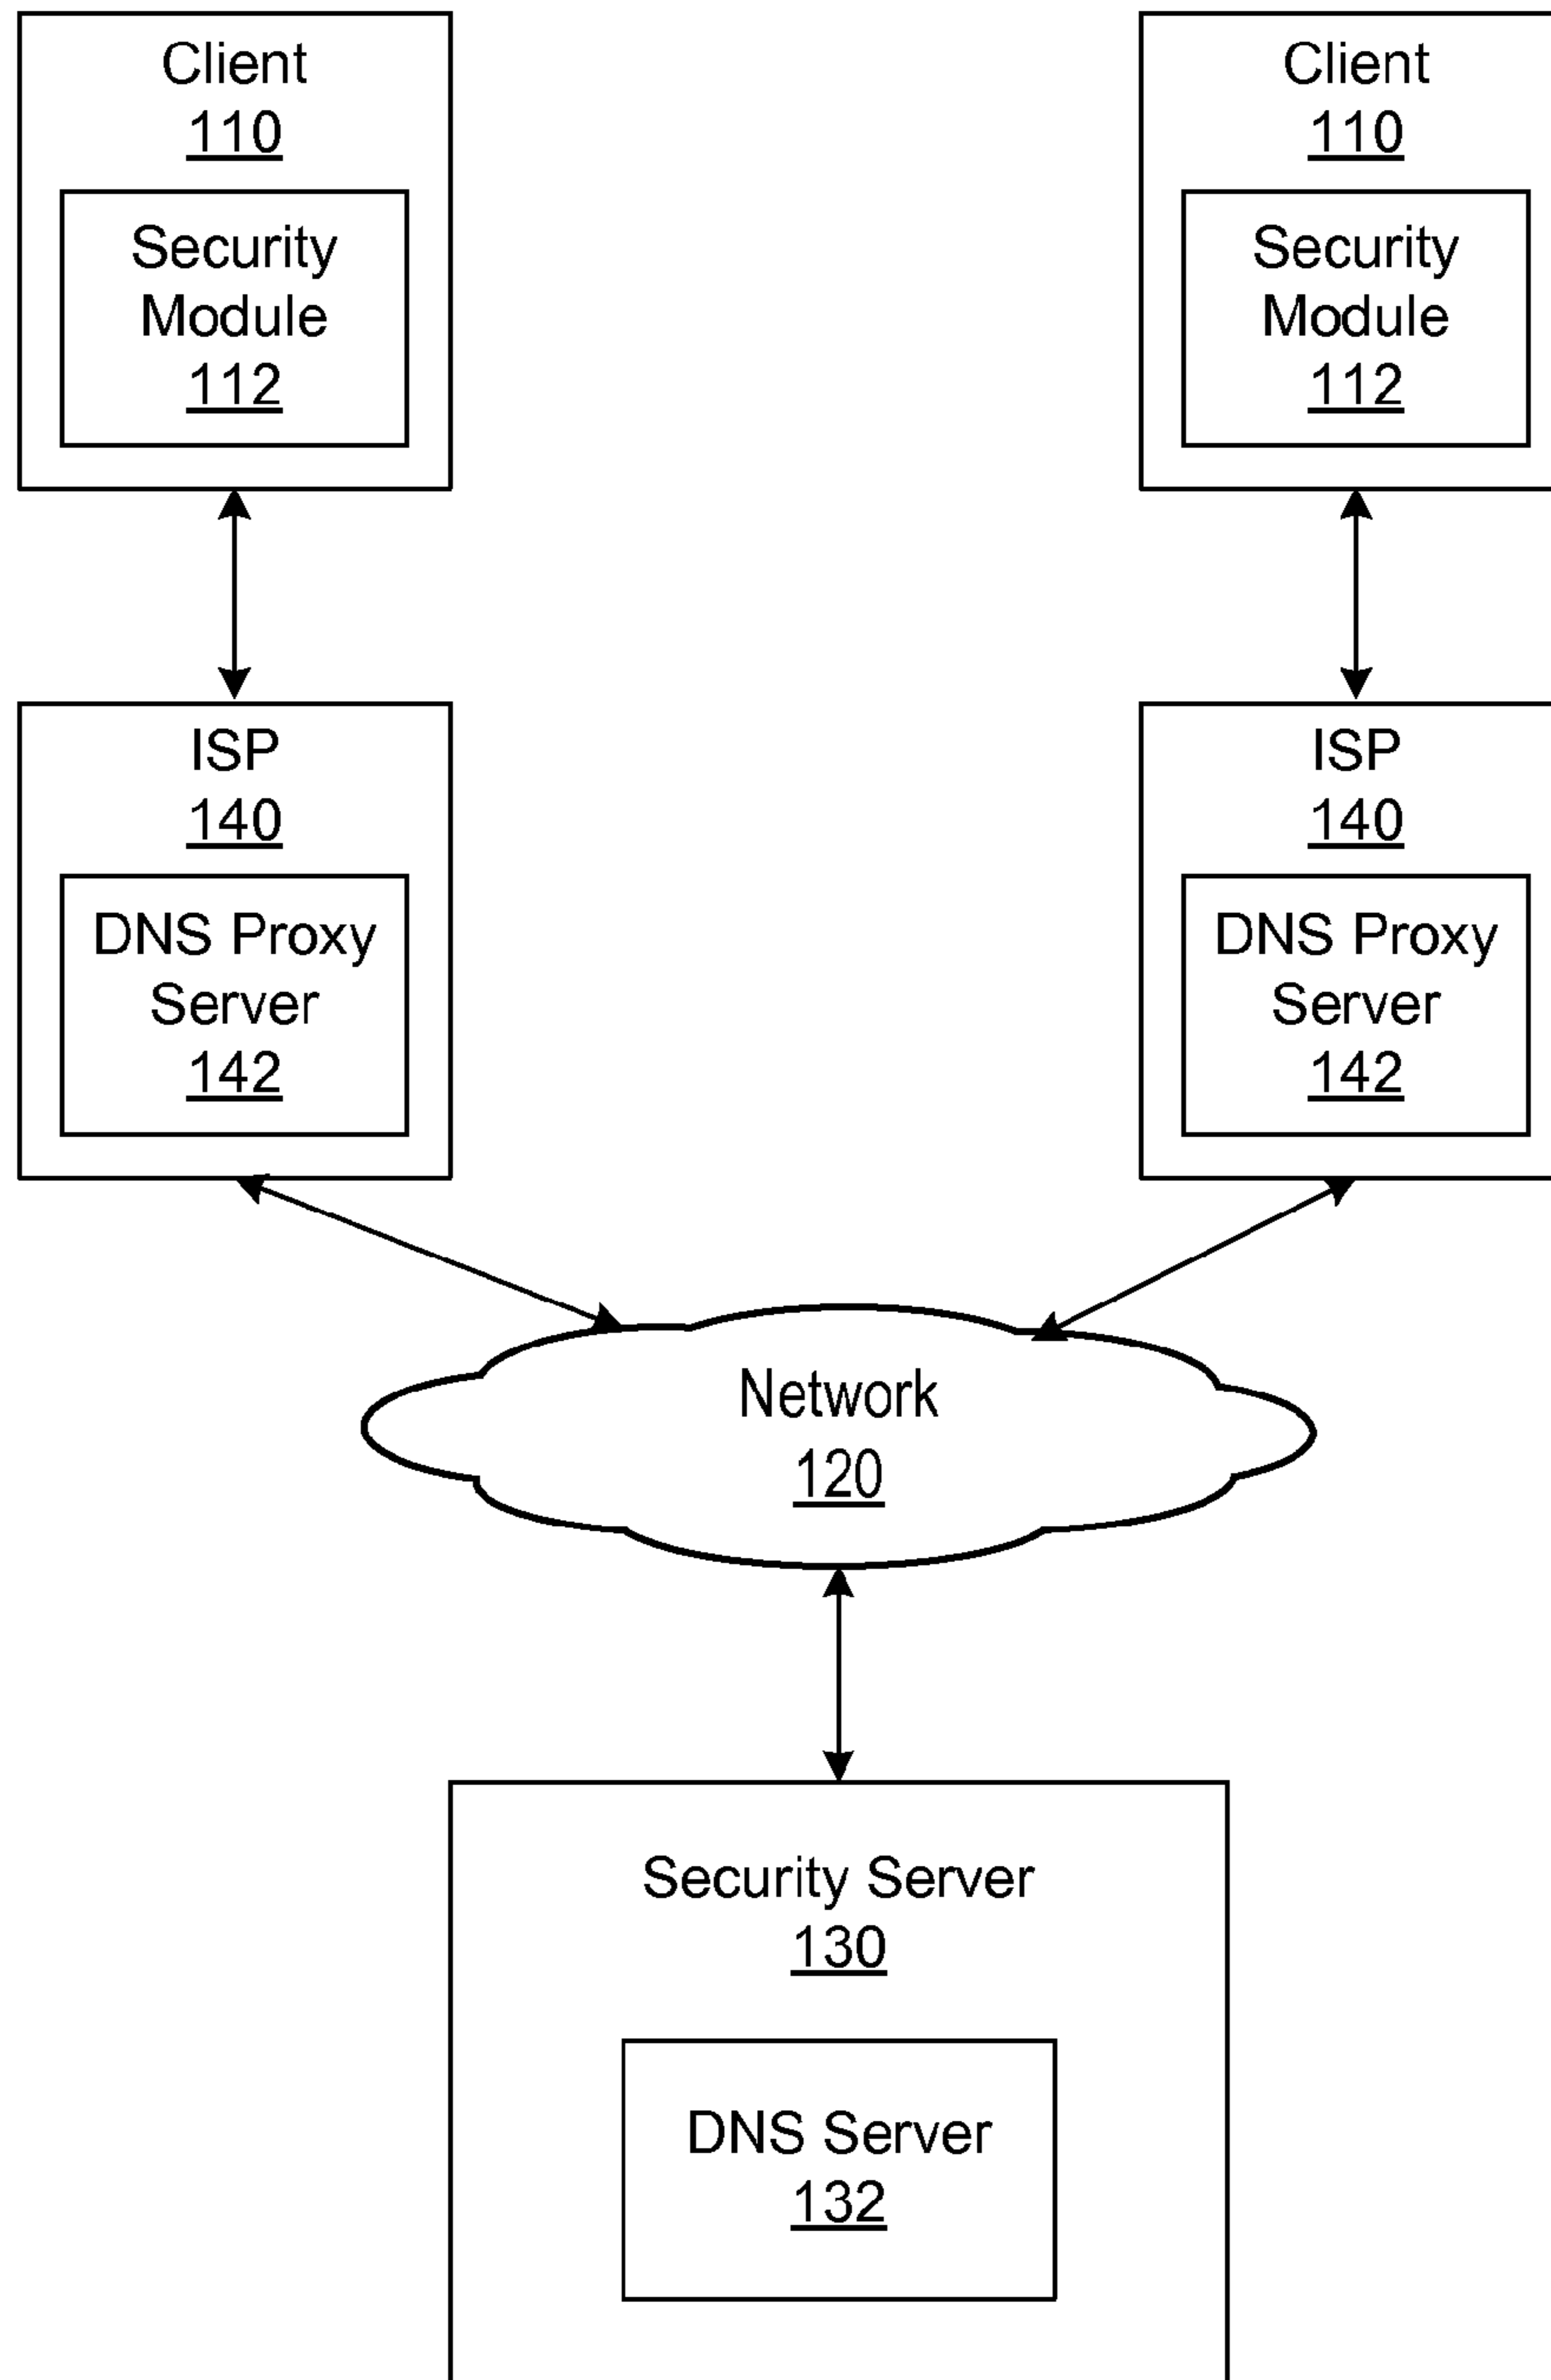 Client
110
Security
Module
112
Client
110
Security
Module
112
ISP
140
DNS Proxy
Server
142
ISP
140
DNS Proxy
Server
142
Network
120
Security Server
130
DNS Server
132